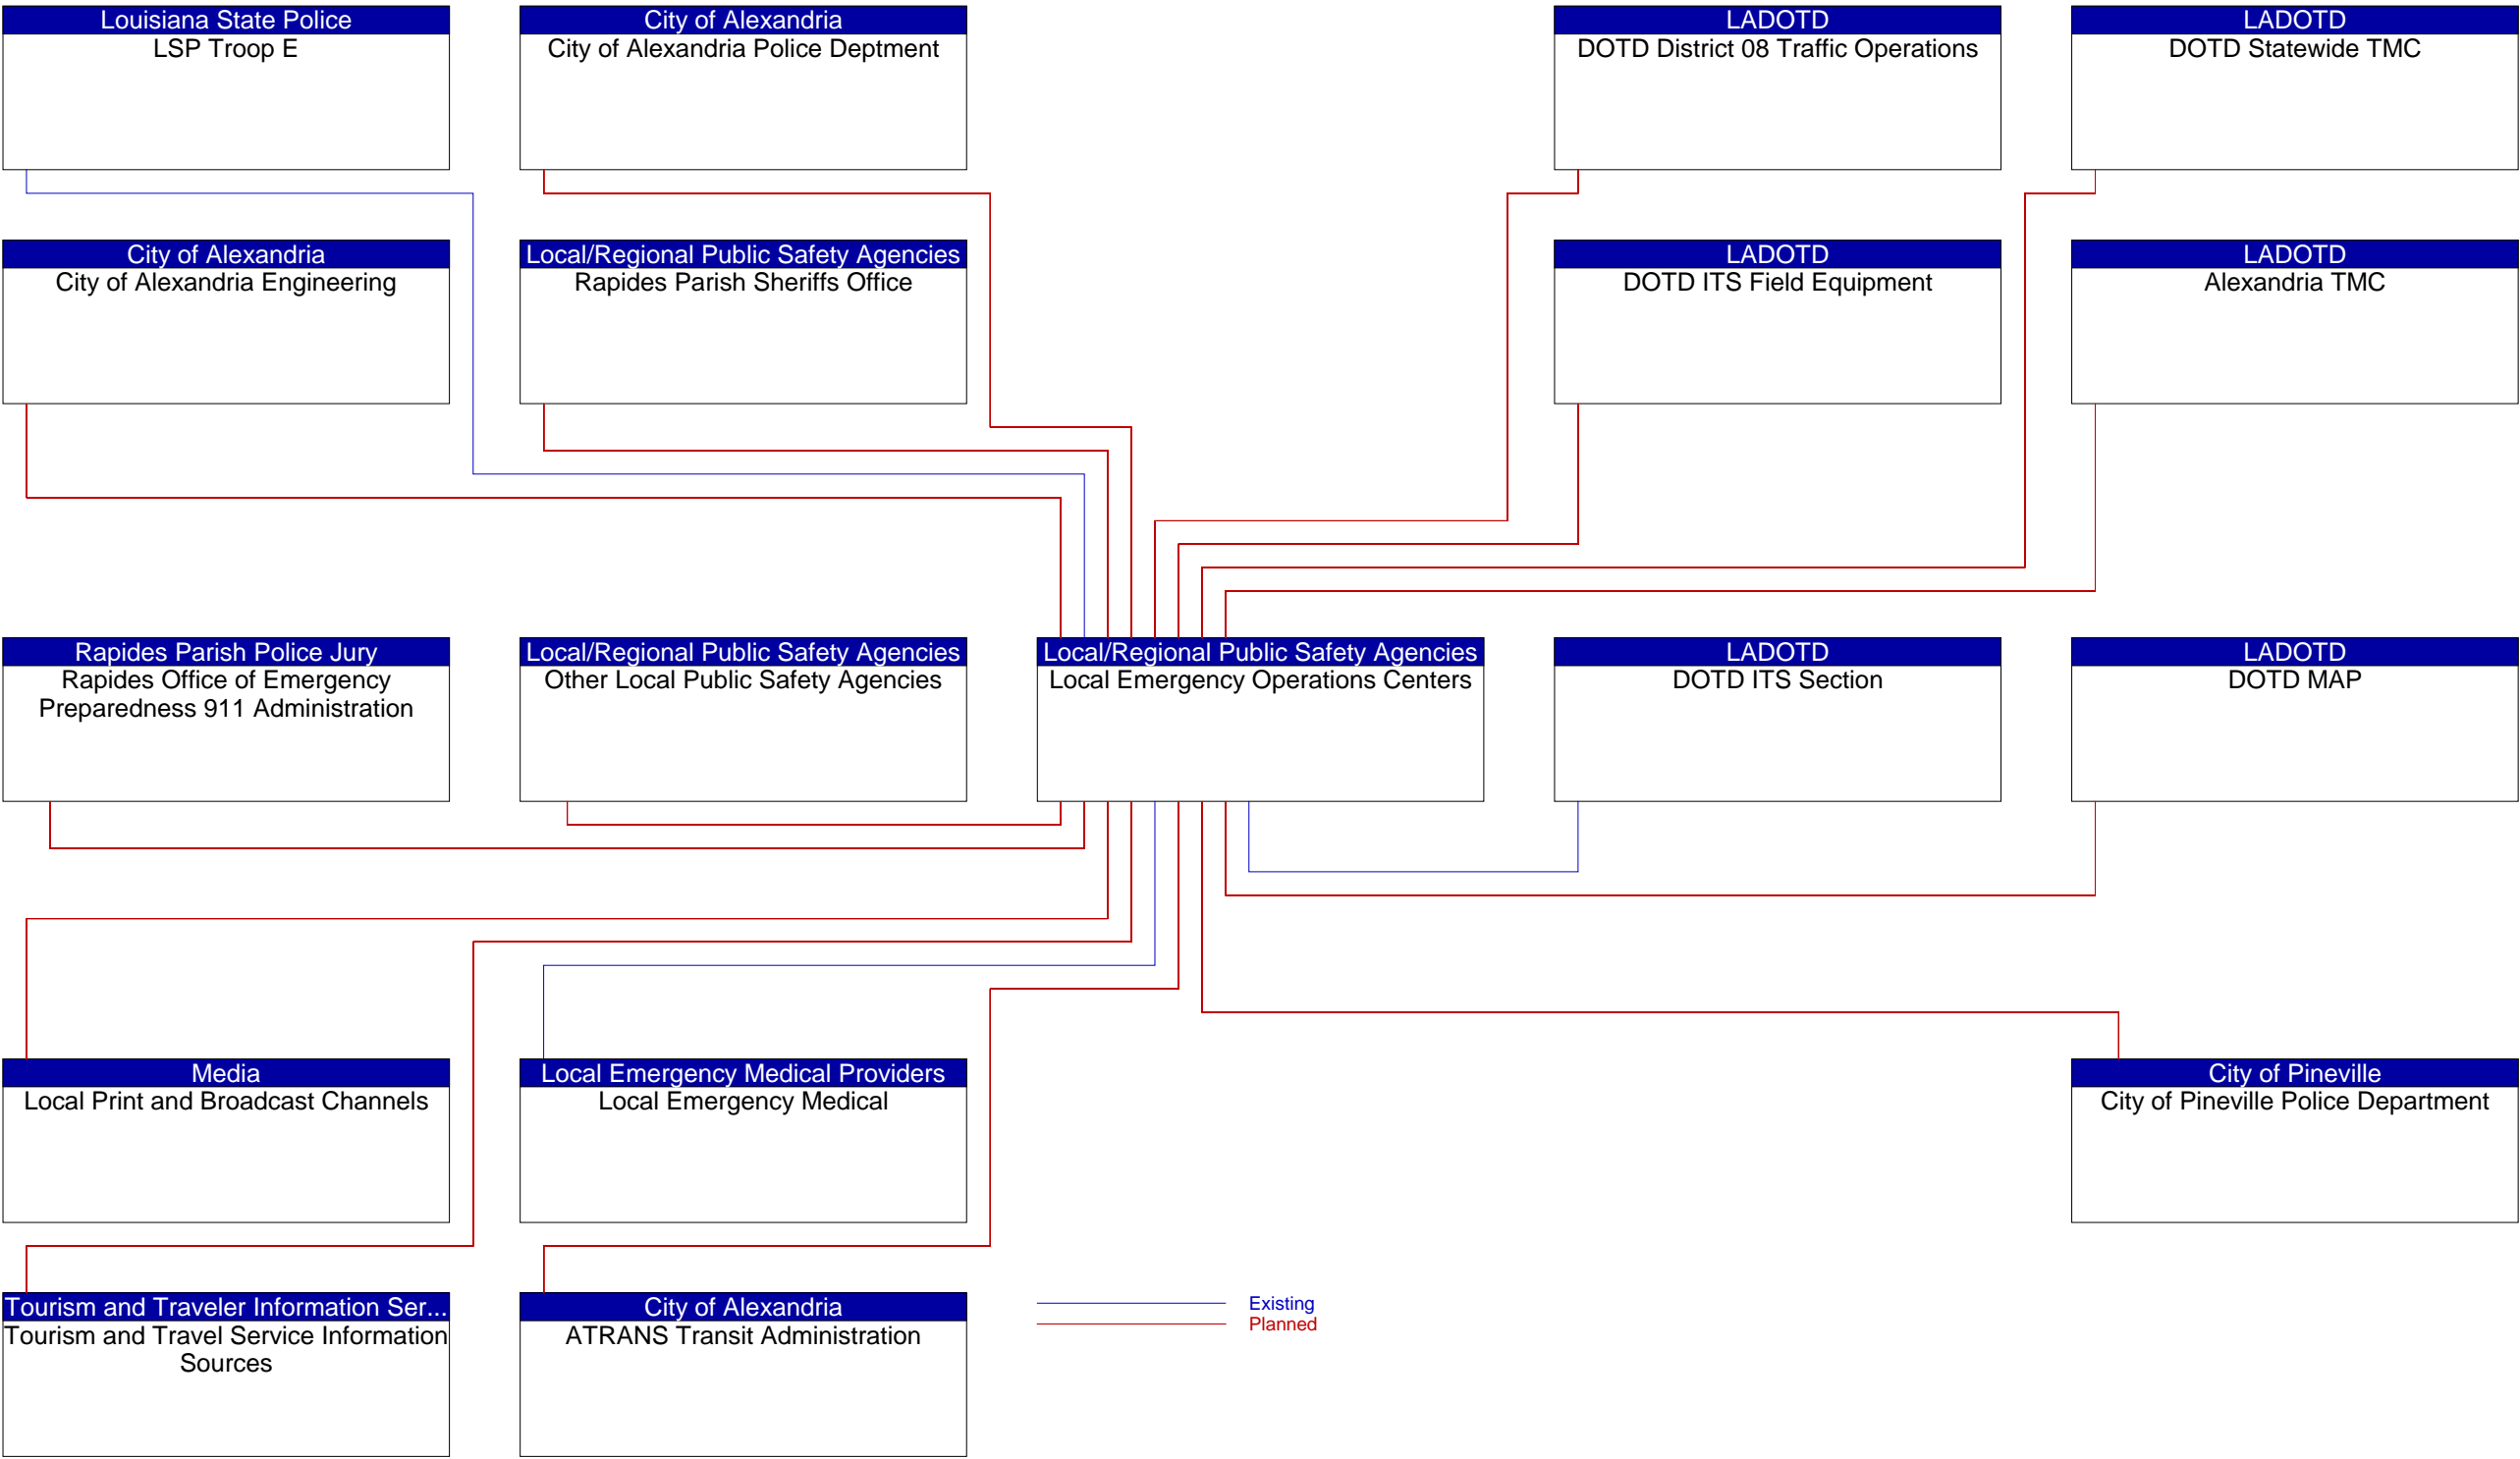 Louisiana State Police
LSP Troop E
City of Alexandria
City of Alexandria Police Deptment
LADOTD
DOTD District 08 Traffic Operations
LADOTD
DOTD Statewide TMC
City of Alexandria
City of Alexandria Engineering
Local/Regional Public Safety Agencies
Rapides Parish Sheriffs Office
LADOTD
DOTD ITS Field Equipment
LADOTD
Alexandria TMC
Rapides Parish Police Jury
Rapides Office of Emergency
Preparedness 911 Administration
Local/Regional Public Safety Agencies
Other Local Public Safety Agencies
Local/Regional Public Safety Agencies
Local Emergency Operations Centers
LADOTD
DOTD ITS Section
LADOTD
DOTD MAP
Media
Local Print and Broadcast Channels
Local Emergency Medical Providers
Local Emergency Medical
City of Pineville
City of Pineville Police Department
Tourism and Traveler Information Ser...
Tourism and Travel Service Information
Sources
City of Alexandria
ATRANS Transit Administration
Existing
Planned